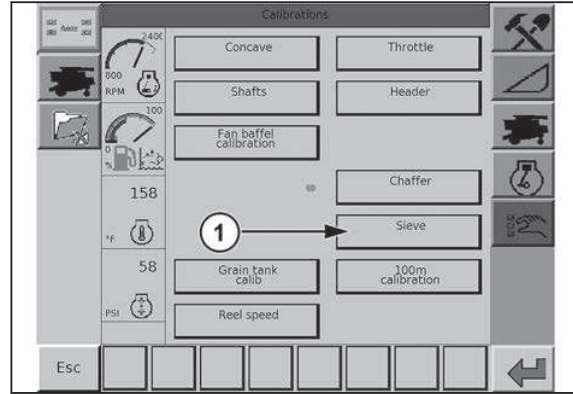 Calibrations
2400
800
RPM
Concave
Throttle
Shafts
Header
100
0
%
Fan baffel
calibration
158
°F
Chaffer
1
Sieve
58
PSI
Grain tank
calib
100m
calibration
Reel speed
Esc